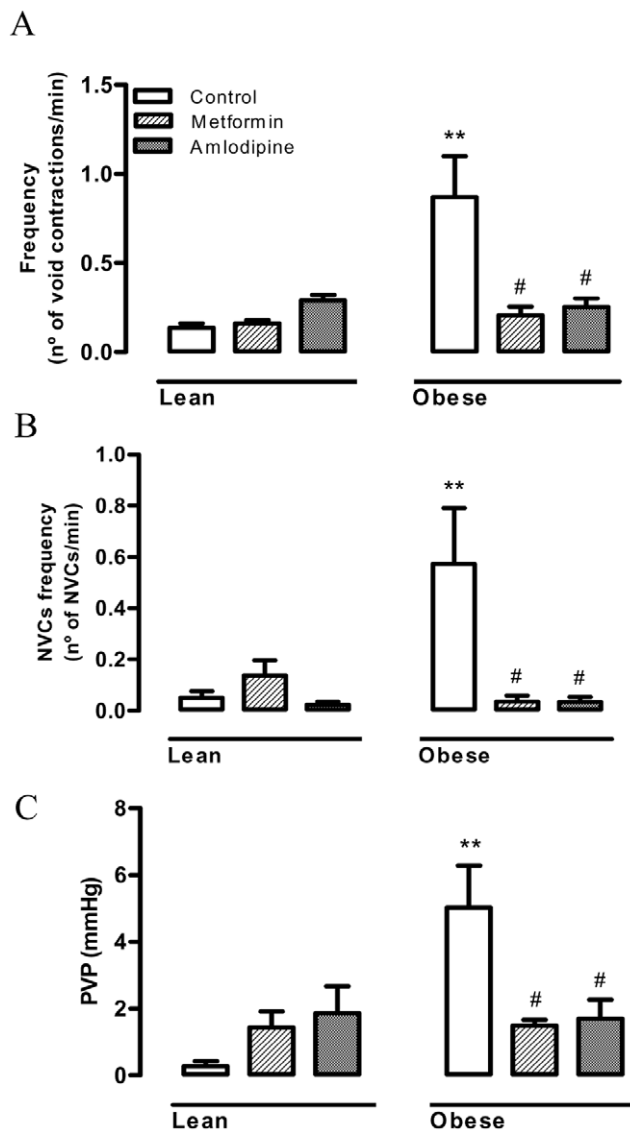 A
Frequency
(nº of void contractions/min)
1.5
1.0
0.5
0.0
Control
Metformin
Amlodipine
**
#
#
Lean
Obese
B
NVCs frequency
(nº of NVCs/min)
1.0
0.8
0.6
0.4
0.2
0.0
**
#
#
Lean
Obese
C
PVP (mmHg)
8
6
4
2
0
**
#
#
Lean
Obese